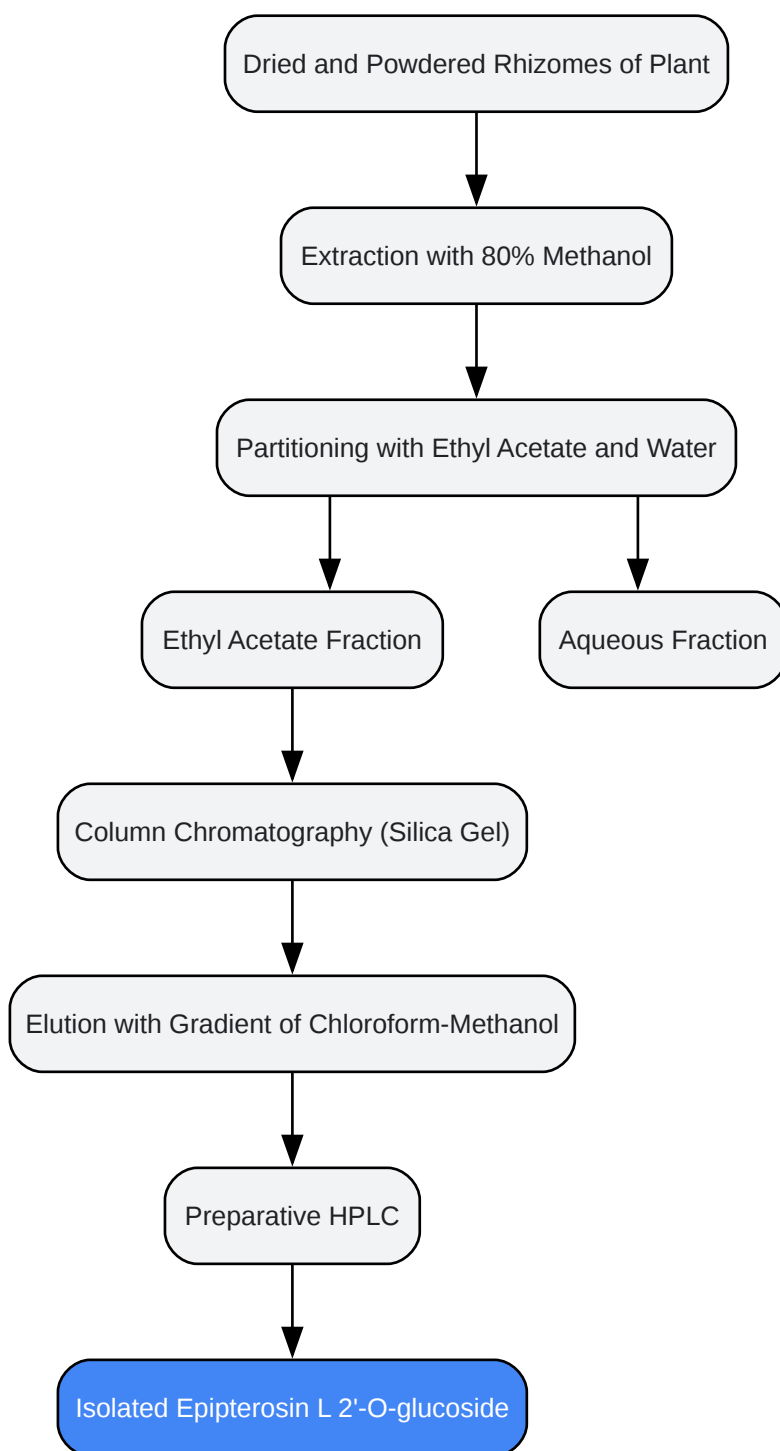 Dried and Powdered Rhizomes of Plant
Extraction with 80% Methanol
Partitioning with Ethyl Acetate and Water
Ethyl Acetate Fraction
Aqueous Fraction
Column Chromatography (Silica Gel)
Elution with Gradient of Chloroform-Methanol
Preparative HPLC
Isolated Epipterosin L 2'-O-glucoside